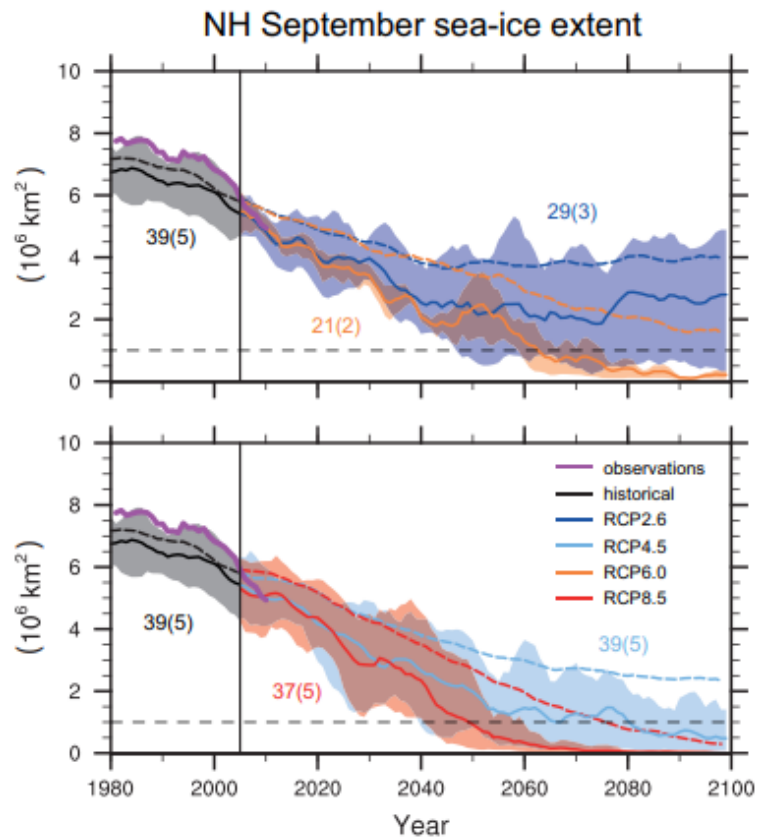 NH September sea-ice extent
10
8
6
4
2
0
(10⁶ km²)
39(5)
29(3)
21(2)
10
8
6
4
2
0
(10⁶ km²)
observations
historical
RCP2.6
RCP4.5
RCP6.0
RCP8.5
39(5)
39(5)
37(5)
1980 2000 2020 2040 2060 2080 2100
Year